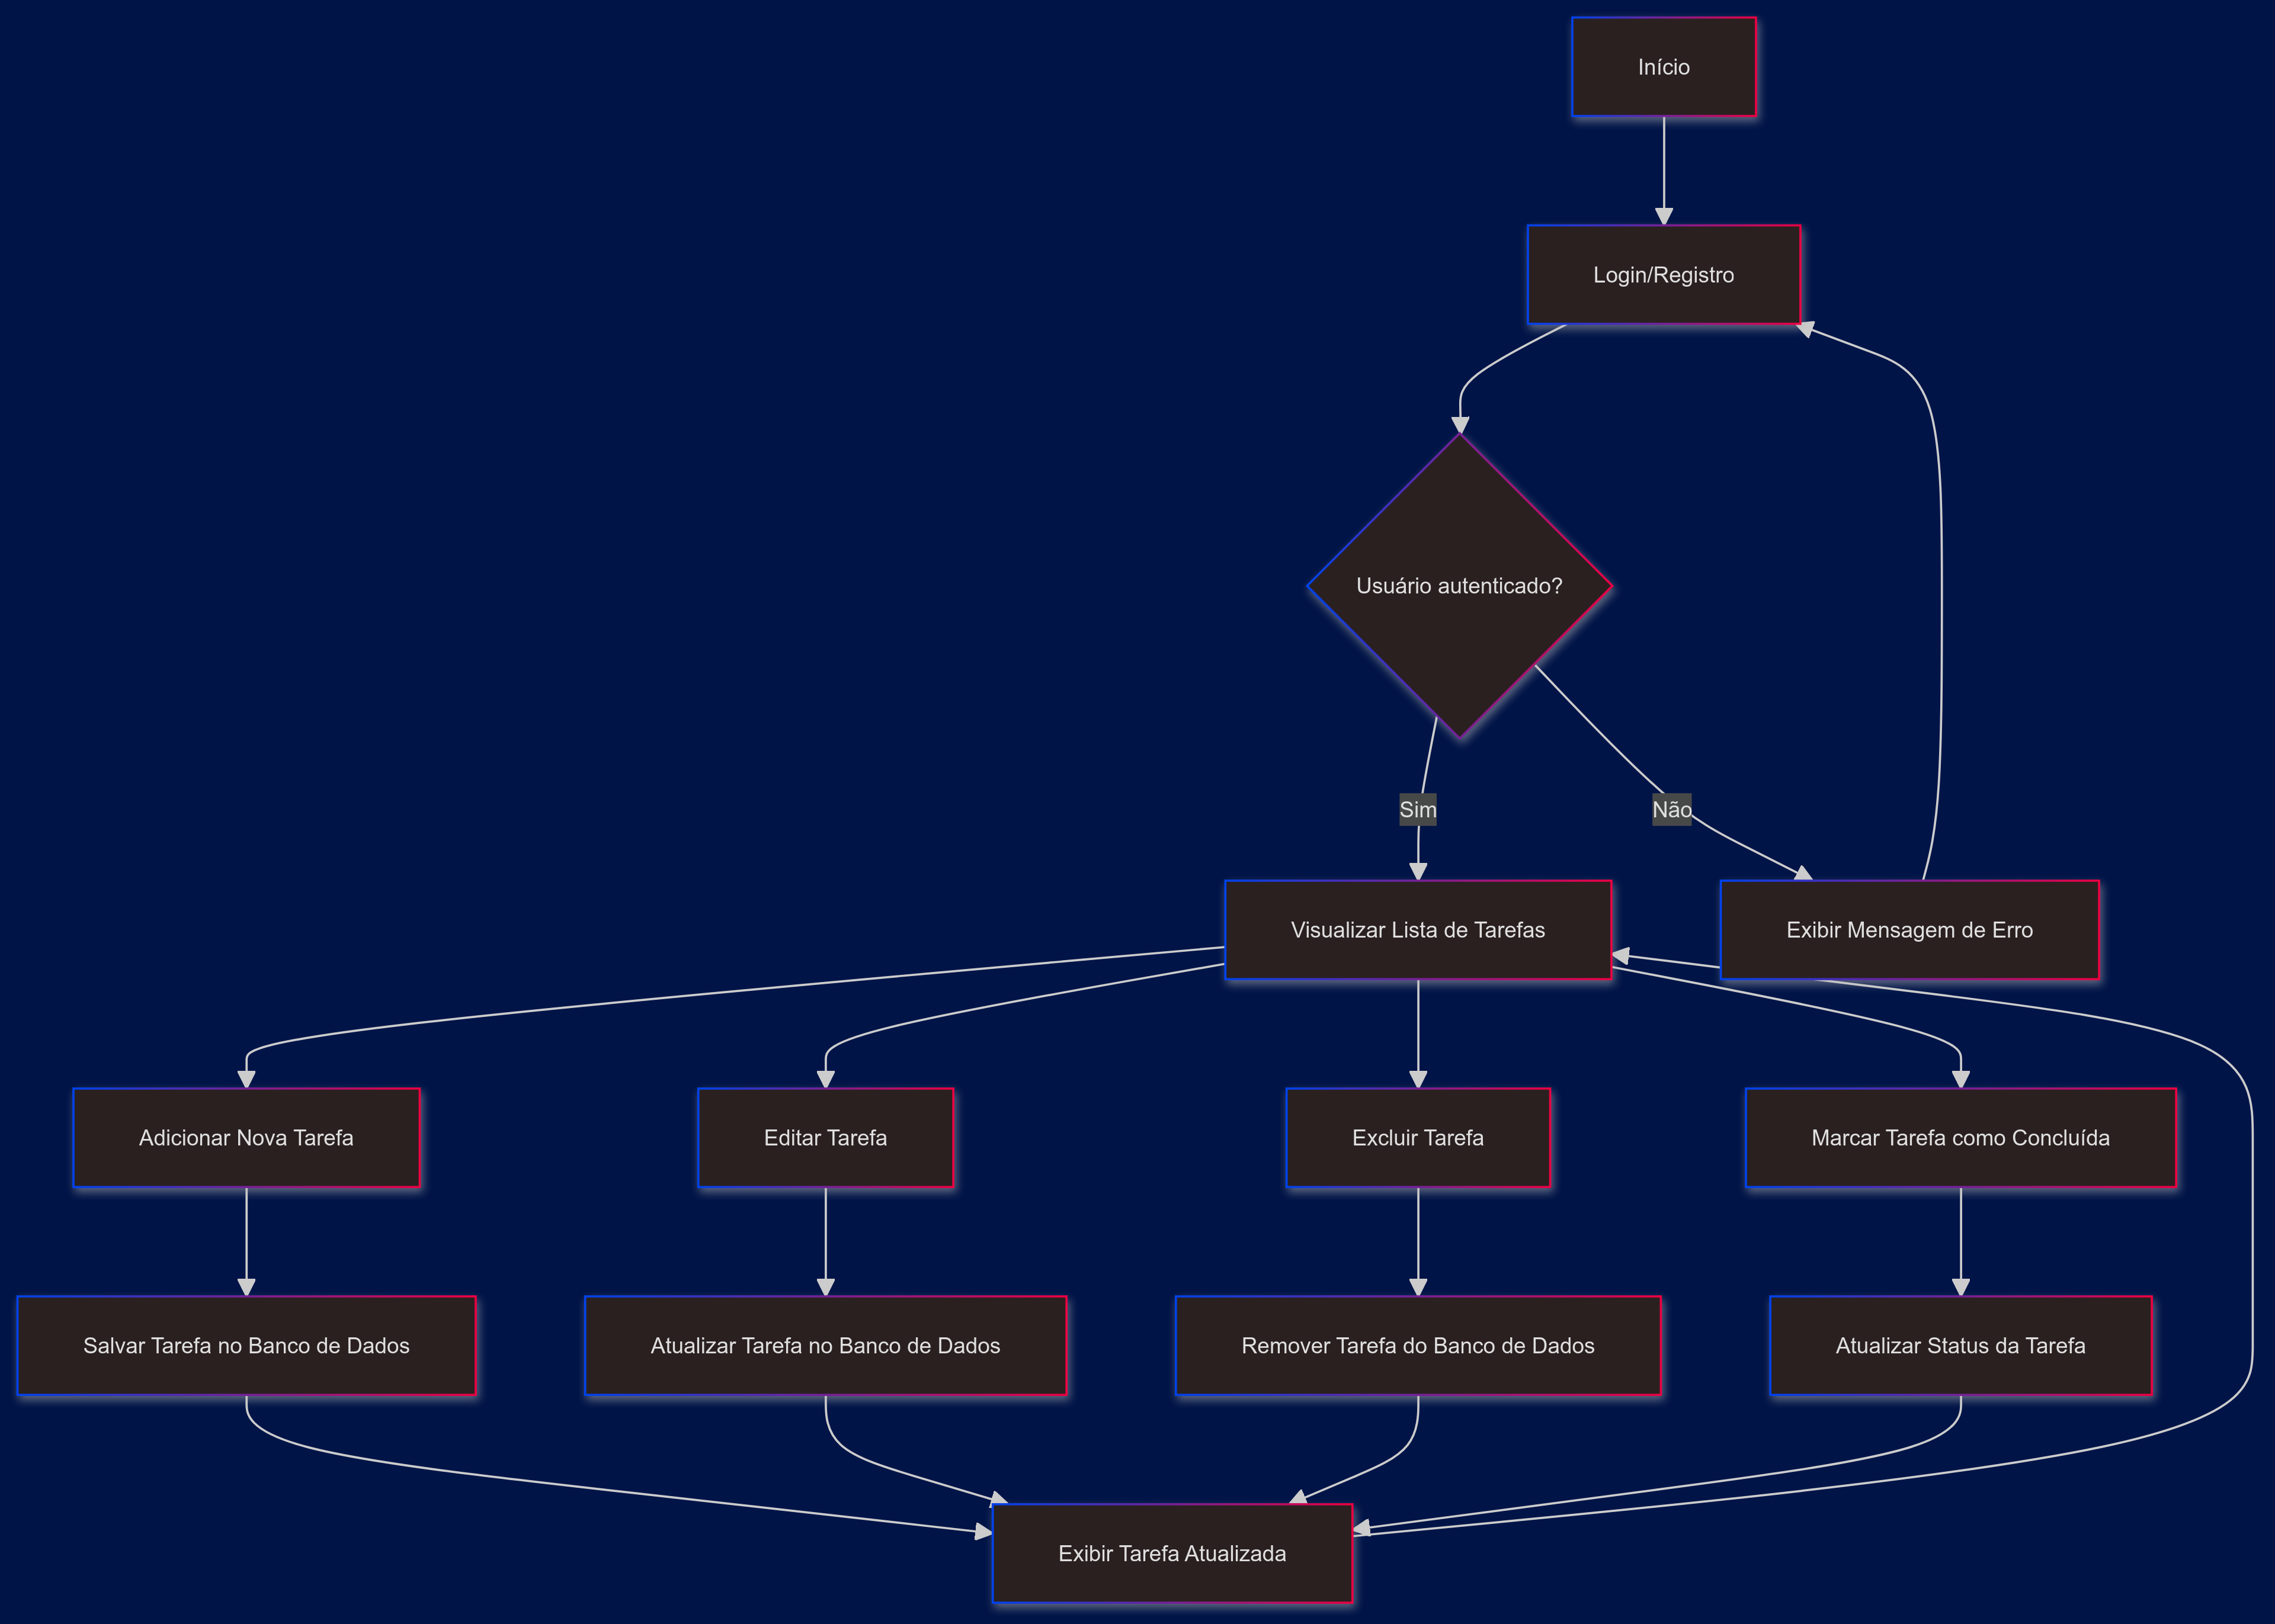 Início
Login/Registro
Usuário autenticado?
Sim
Não
Visualizar Lista de Tarefas
Exibir Mensagem de Erro
Adicionar Nova Tarefa
Editar Tarefa
Excluir Tarefa
Marcar Tarefa como Concluída
Salvar Tarefa no Banco de Dados
Atualizar Tarefa no Banco de Dados
Remover Tarefa do Banco de Dados
Atualizar Status da Tarefa
Exibir Tarefa Atualizada